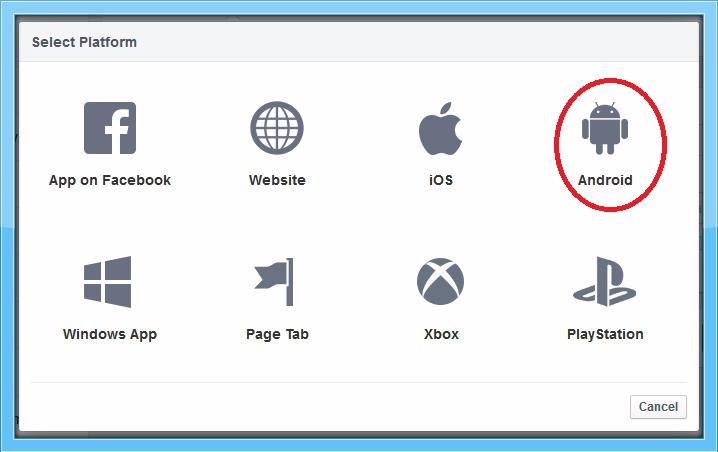 Select Platform
App on Facebook Website iOS Android
Windows App Page Tab Xbox PlayStation
Cancel